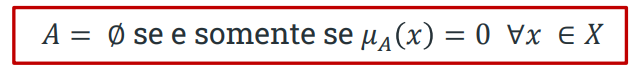 A = ∅ se e somente se μ_A(x) = 0 ∀x ∈ X